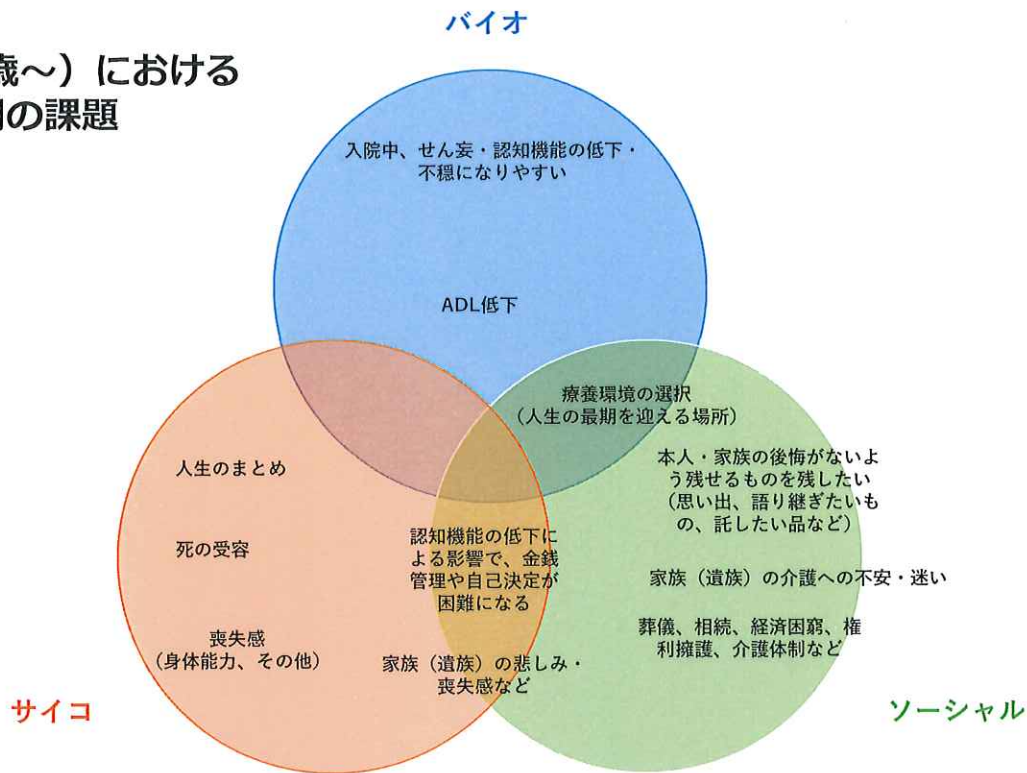 バイオ
歳～）における
の課題
入院中、せん妄・認知機能の低下・
不穏になりやすい
ADL低下
療養環境の選択
（人生の最期を迎える場所）
本人・家族の後悔がないよ
う残せるものを残したい
（思い出、語り継ぎたいも
の、託したい品など）
人生のまとめ
死の受容
認知機能の低下に
よる影響で、金銭
管理や自己決定が
困難になる
家族（遺族）の介護への不安・迷い
葬儀、相続、経済困窮、権
利擁護、介護体制など
喪失感
（身体能力、その他）
家族（遺族）の悲しみ・
喪失感など
サイコ
ソーシャル